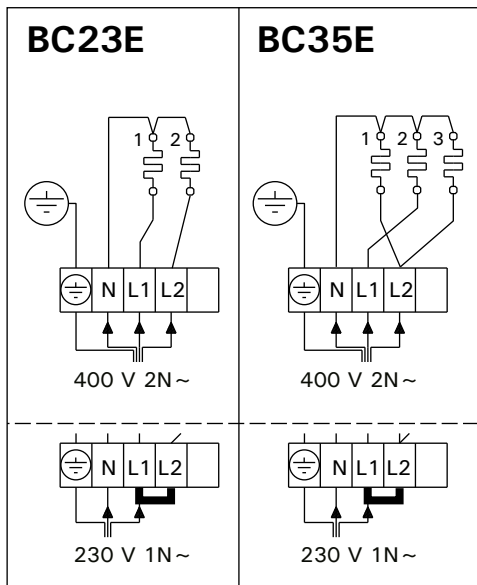 BC23E
1 2
N L1 L2
400 V 2N~
N L1 L2
230 V 1N~
BC35E
1 2 3
N L1 L2
400 V 2N~
N L1 L2
230 V 1N~